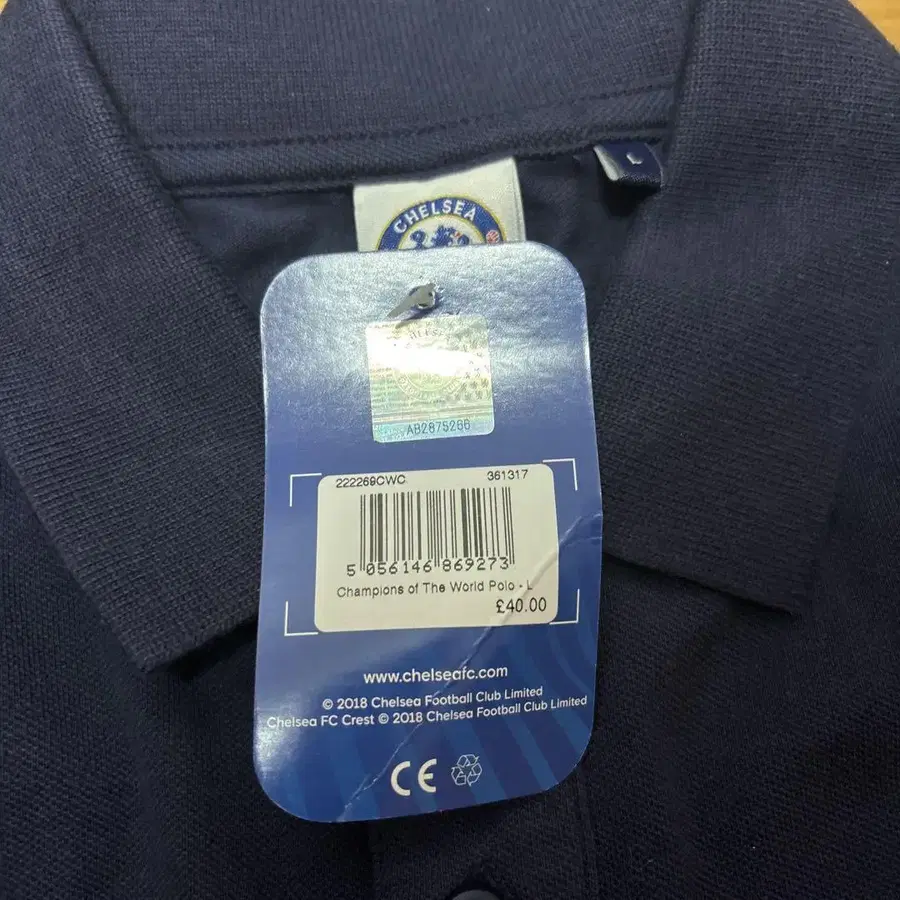 CHELSEA
L
AB2875286
222269CWC 361317
5 056146 869273
Champions of The World Polo - L
£40.00
www.chelseafc.com
© 2018 Chelsea Football Club Limited
Chelsea FC Crest © 2018 Chelsea Football Club Limited
CE